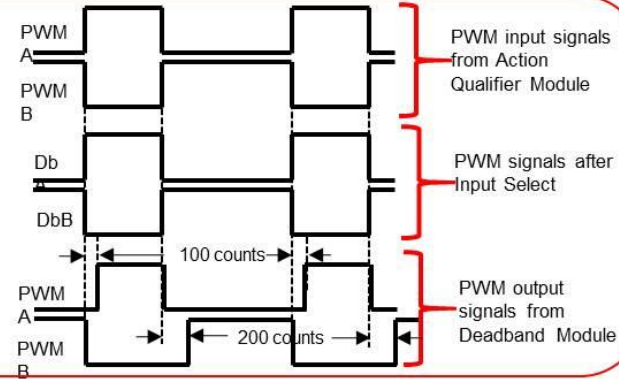 PWM
A
PWM
B
PWM input signals
from Action
Qualifier Module
Db
A
DbB
PWM signals after
Input Select
100 counts
PWM
A
200 counts
PWM
B
PWM output
signals from
Deadband Module